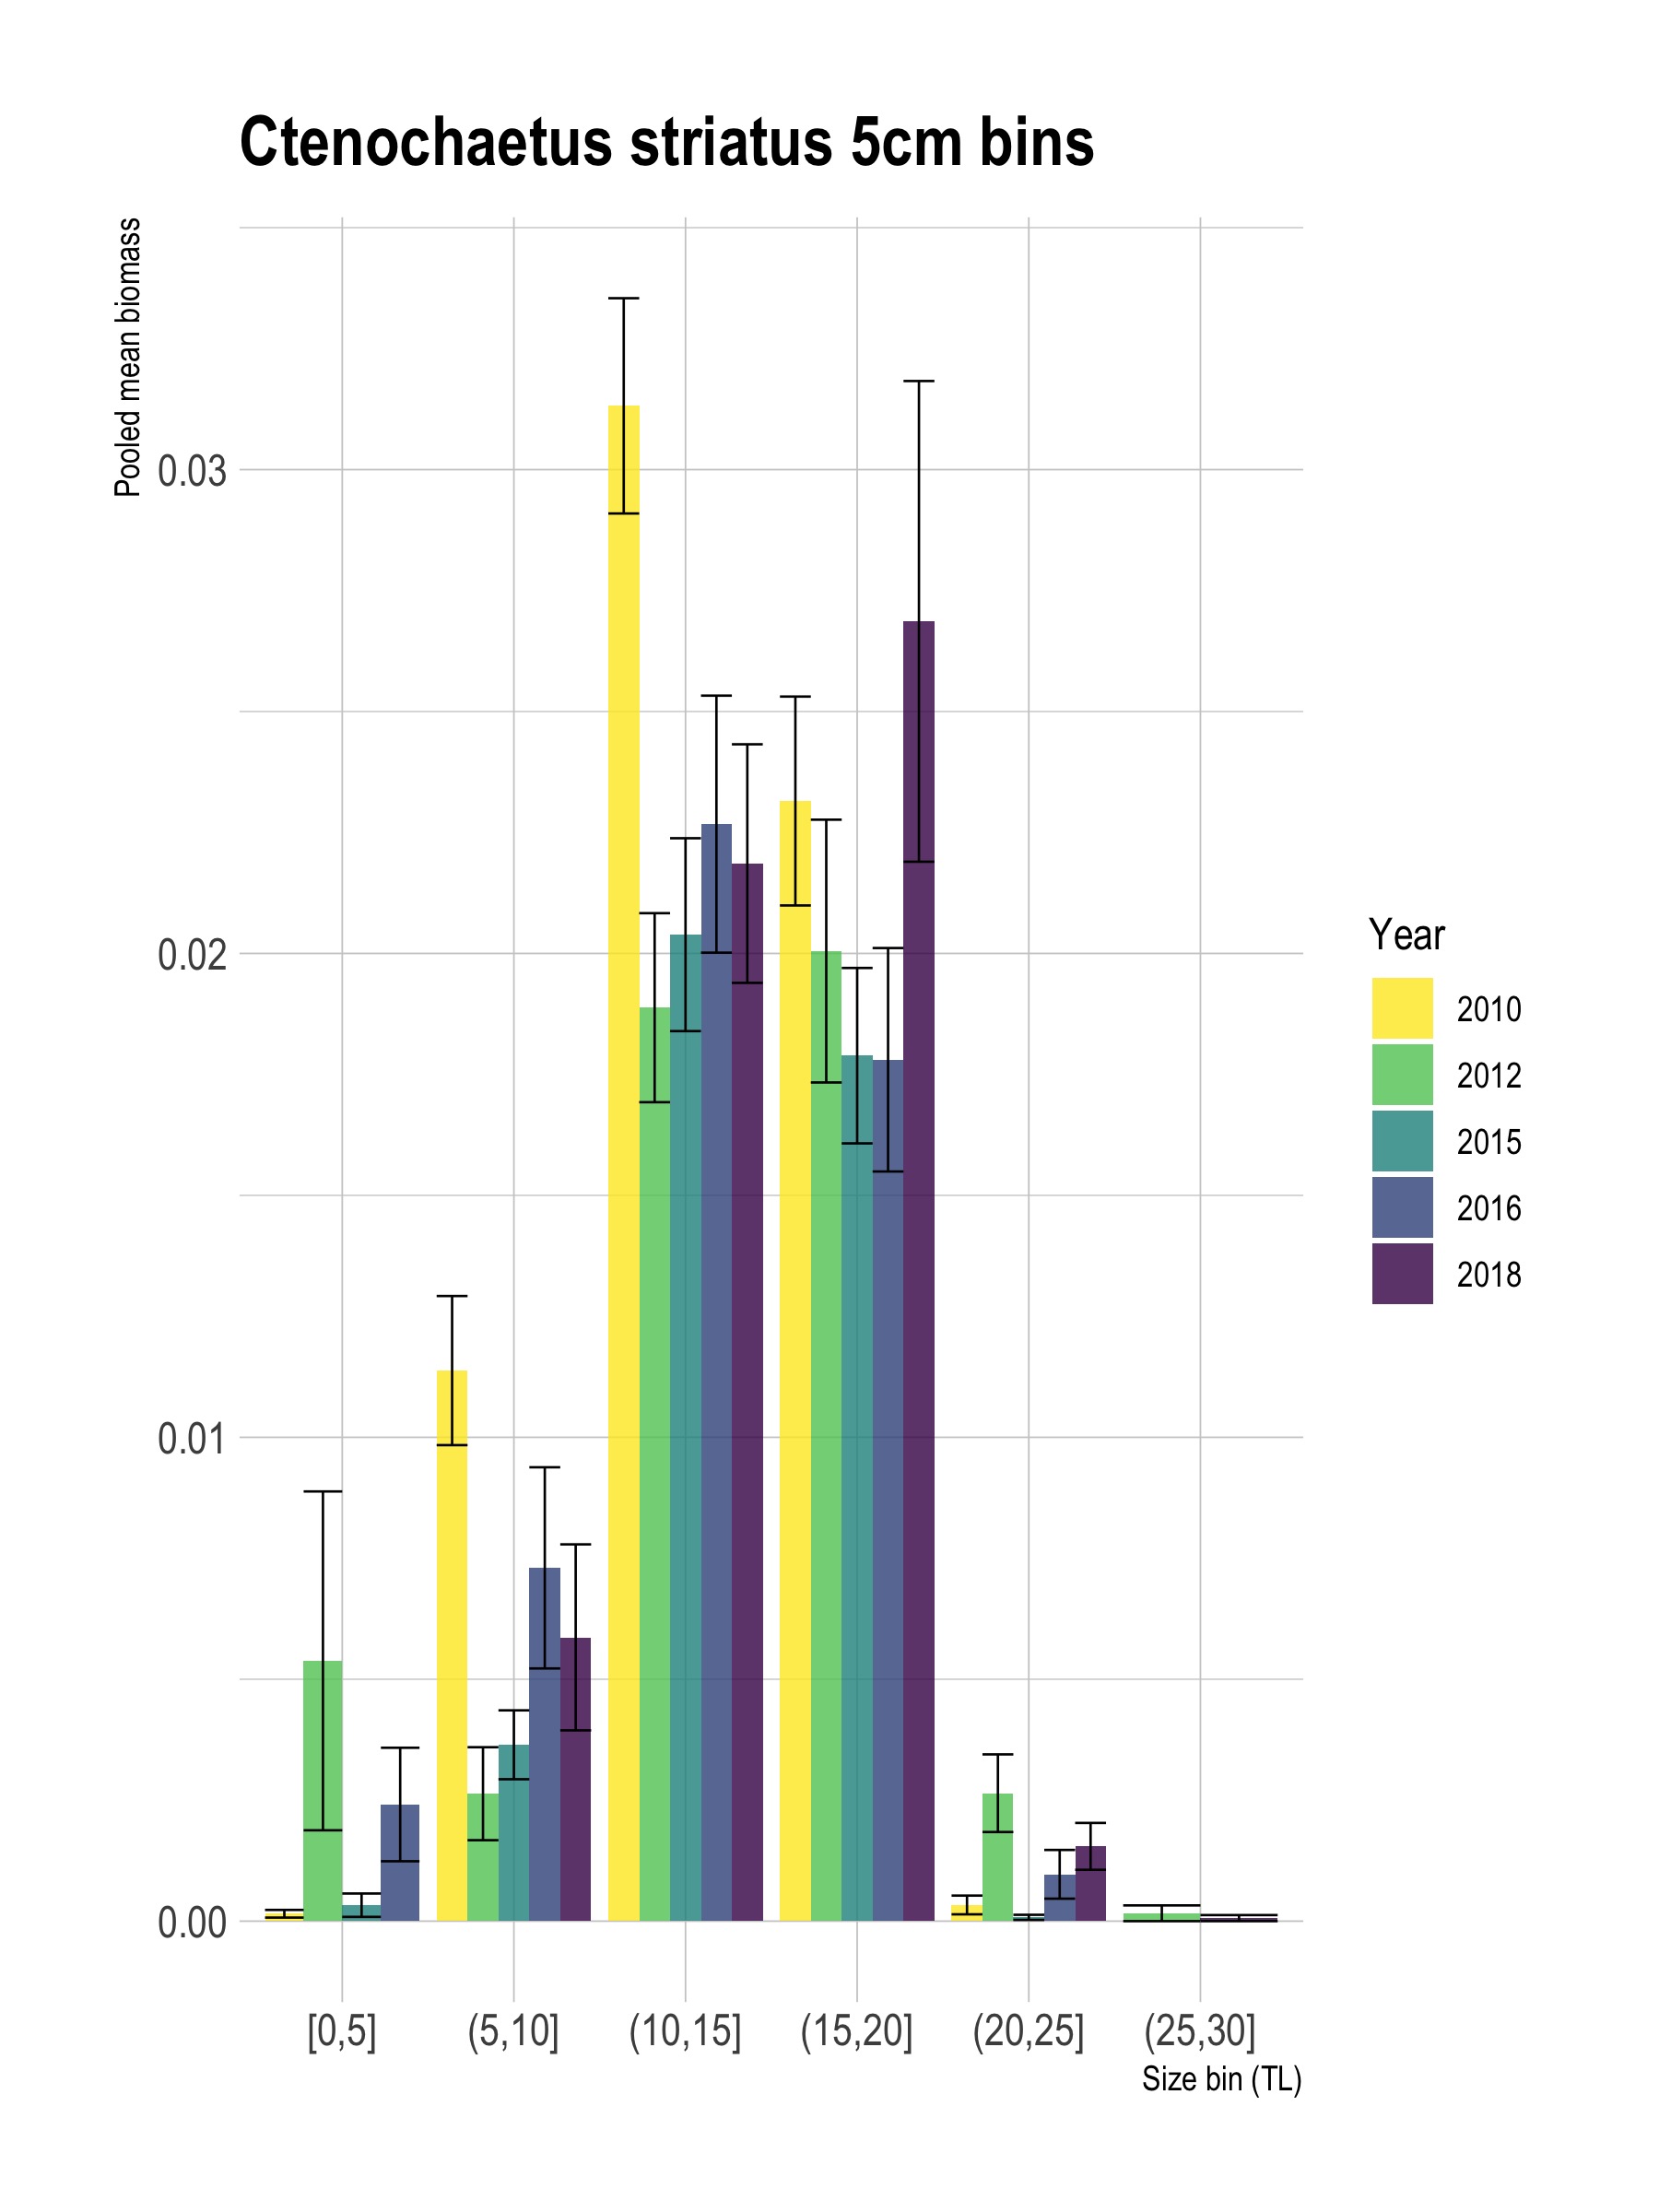 Ctenochaetus striatus 5cm bins
Pooled mean biomass
0.03
0.02
0.01
0.00
[0,5] (5,10] (10,15] (15,20] (20,25] (25,30]
Size bin (TL)
Year
2010
2012
2015
2016
2018